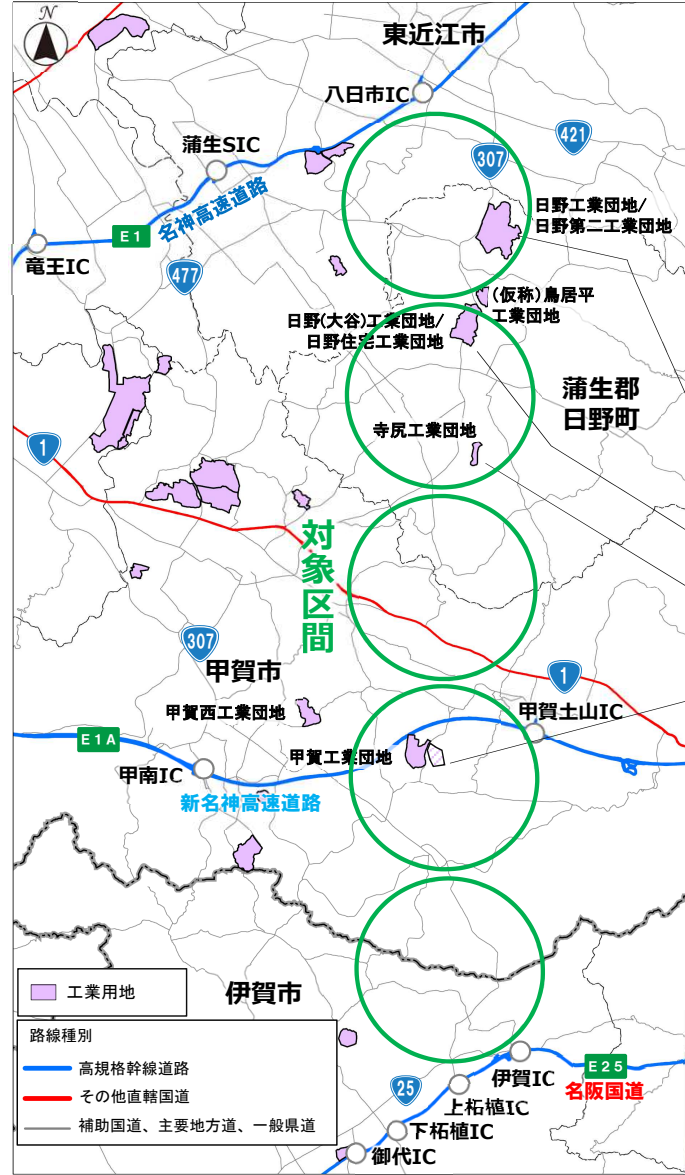 N
東近江市
八日市IC
421
蒲生SIC
307
日野工業団地/
日野第二工業団地
名神高速道路
E1
竜王IC
477
(仮称)鳥居平
工業団地
日野(大谷)工業団地/
日野住宅工業団地
蒲生郡
日野町
寺尻工業団地
1
対象区間
307
甲賀市
1
甲賀西工業団地
甲賀土山IC
E1A
甲賀工業団地
甲南IC
新名神高速道路
工業用地
伊賀市
路線種別
高規格幹線道路
その他直轄国道
補助国道、主要地方道、一般県道
伊賀IC
E25
名阪国道
25
上柘植IC
下柘植IC
御代IC